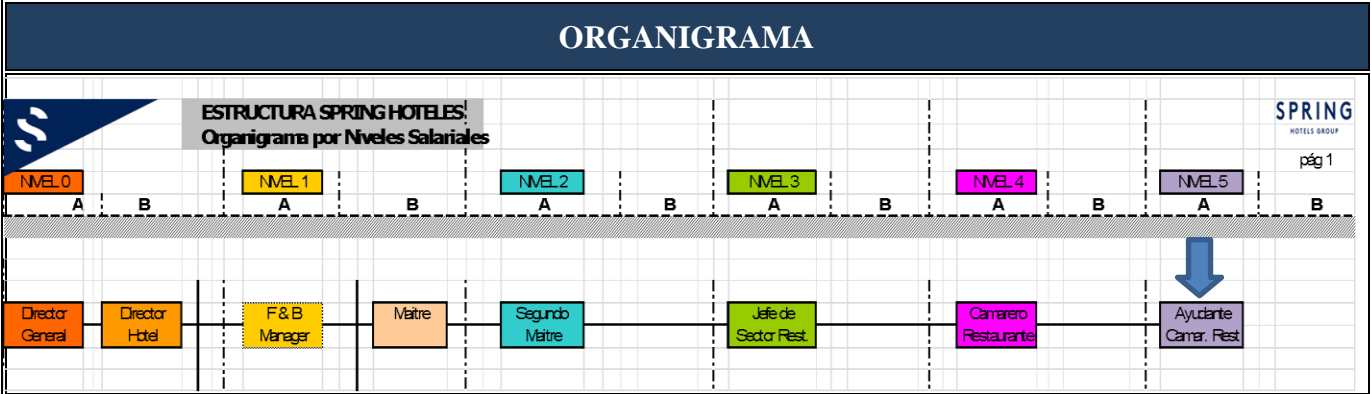 ORGANIGRAMA
ESTRUCTURA SPRING HOTELES
Organigrama por Niveles Salariales
SPRING
HOTELS GROUP
pág 1
NIVEL 0 NIVEL 1 NIVEL 2 NIVEL 3 NIVEL 4 NIVEL 5
A B A B A B A B A B A B
Director General
Director Hotel
F & B Manager
Maitre
Segundo Maitre
Jefe de Sector Rest.
Camarero Restaurante
Ayudante Camar. Rest